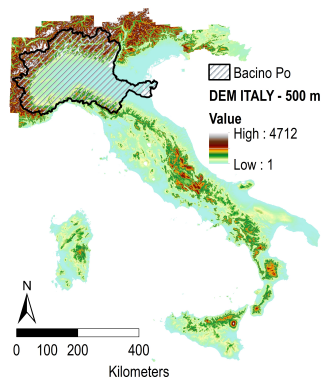 Bacino Po
DEM ITALY - 500 m
Value
High : 4712
Low : 1
N
0 100 200 400
Kilometers